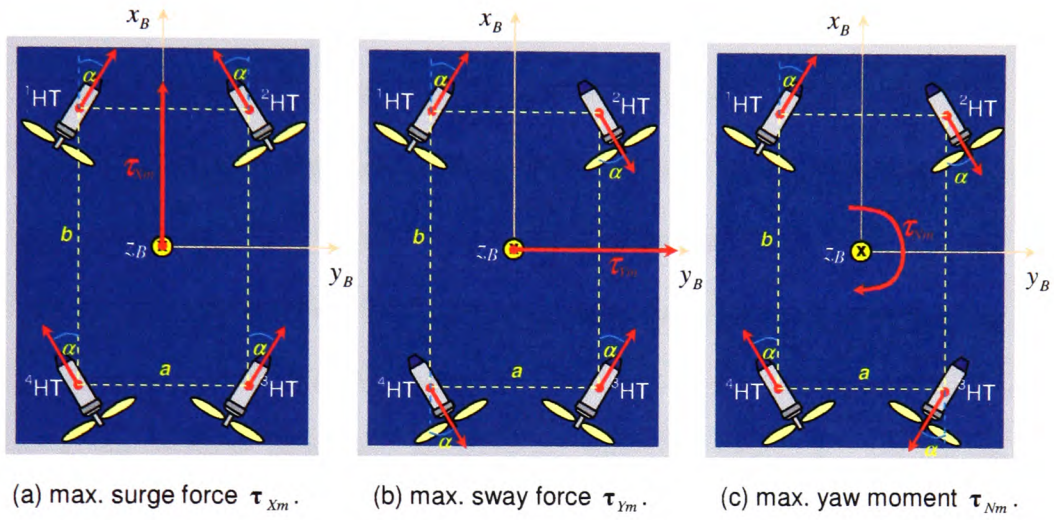 x_B x_B x_B
α α α α
¹HT ²HT ¹HT ²HT ¹HT ²HT
τ_Xm α α τ_Nm
b z_B b z_B b z_B
y_B τ_Ym y_B y_B
α α α α
⁴HT a ³HT ⁴HT a ³HT ⁴HT a ³HT
α α
(a) max. surge force τ_Xm. (b) max. sway force τ_Ym. (c) max. yaw moment τ_Nm.